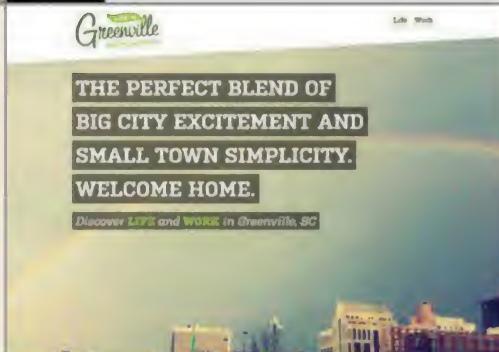 Greenville
Life Work
THE PERFECT BLEND OF
BIG CITY EXCITEMENT AND
SMALL TOWN SIMPLICITY.
WELCOME HOME.
Discover LIFE and WORK in Greenville, SC